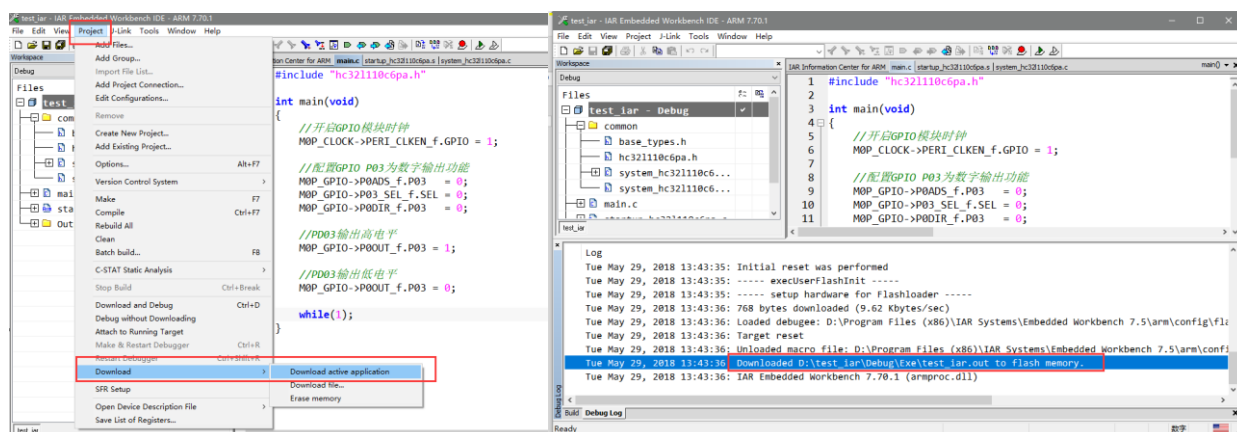 test_iar - IAR Embedded Workbench IDE - ARM 7.70.1
File Edit View Project J-Link Tools Window Help
Workspace
Debug
Files
test_
com
mai
sta
Out
test_iar
Add Files...
Add Group...
Import File List...
Add Project Connection...
Edit Configurations...
Remove
Create New Project...
Add Existing Project...
Options... Alt+F7
Version Control System
Make F7
Compile Ctrl+F7
Rebuild All
Clean
Batch build... F8
C-STAT Static Analysis
Stop Build Ctrl+Break
Download and Debug Ctrl+D
Debug without Downloading
Attach to Running Target
Make & Restart Debugger Ctrl+R
Restart Debugger Ctrl+Shift+R
Download
SFR Setup
Open Device Description File
Save List of Registers...
Download active application
Download file...
Erase memory
tion Center for ARM main.c startup_hc32l110c6pa.s system_hc32l110c6pa.c
#include "hc32l110c6pa.h"
int main(void)
{
//开启GPIO模块时钟
M0P_CLOCK->PERI_CLKEN_f.GPIO = 1;
//配置GPIO P03为数字输出功能
M0P_GPIO->P0ADS_f.P03 = 0;
M0P_GPIO->P03_SEL_f.SEL = 0;
M0P_GPIO->P0DIR_f.P03 = 0;
//PD03输出高电平
M0P_GPIO->P0OUT_f.P03 = 1;
//PD03输出低电平
M0P_GPIO->P0OUT_f.P03 = 0;
while(1);
}
test_iar - IAR Embedded Workbench IDE - ARM 7.70.1
File Edit View Project J-Link Tools Window Help
Workspace
Debug
Files
test_iar - Debug
common
base_types.h
hc32l110c6pa.h
system_hc32l110c6...
system_hc32l110c6...
main.c
test_iar
IAR Information Center for ARM main.c startup_hc32l110c6pa.s system_hc32l110c6pa.c main()
1 #include "hc32l110c6pa.h"
2
3 int main(void)
4 {
5 //开启GPIO模块时钟
6 M0P_CLOCK->PERI_CLKEN_f.GPIO = 1;
7
8 //配置GPIO P03为数字输出功能
9 M0P_GPIO->P0ADS_f.P03 = 0;
10 M0P_GPIO->P03_SEL_f.SEL = 0;
11 M0P_GPIO->P0DIR_f.P03 = 0;
Log
Tue May 29, 2018 13:43:35: Initial reset was performed
Tue May 29, 2018 13:43:35: ----- execUserFlashInit -----
Tue May 29, 2018 13:43:35: ----- setup hardware for Flashloader -----
Tue May 29, 2018 13:43:36: 768 bytes downloaded (9.62 Kbytes/sec)
Tue May 29, 2018 13:43:36: Loaded debugee: D:\Program Files (x86)\IAR Systems\Embedded Workbench 7.5\arm\config\fla
Tue May 29, 2018 13:43:36: Target reset
Tue May 29, 2018 13:43:36: Unloaded macro file: D:\Program Files (x86)\IAR Systems\Embedded Workbench 7.5\arm\confi
Tue May 29, 2018 13:43:36: Downloaded D:\test_iar\Debug\Exe\test_iar.out to flash memory.
Tue May 29, 2018 13:43:36: IAR Embedded Workbench 7.70.1 (armproc.dll)
Debug Log
Build Debug Log
Ready 数字